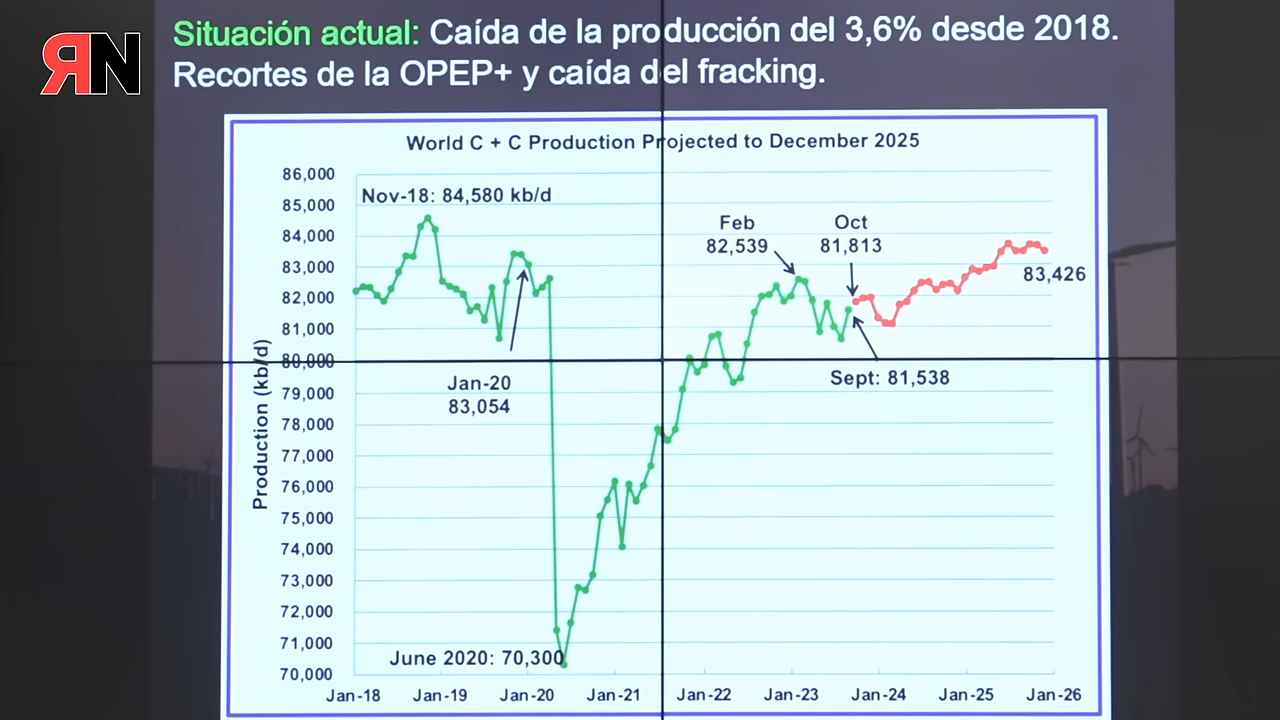 ЯN
Situación actual: Caída de la producción del 3,6% desde 2018.
Recortes de la OPEP+ y caída del fracking.
World C + C Production Projected to December 2025
86,000
85,000
84,000
83,000
82,000
81,000
80,000
79,000
78,000
77,000
76,000
75,000
74,000
73,000
72,000
71,000
70,000
Production (kb/d)
Nov-18: 84,580 kb/d
Feb
82,539
Oct
81,813
83,426
Jan-20
83,054
Sept: 81,538
June 2020: 70,300
Jan-18
Jan-19
Jan-20
Jan-21
Jan-22
Jan-23
Jan-24
Jan-25
Jan-26